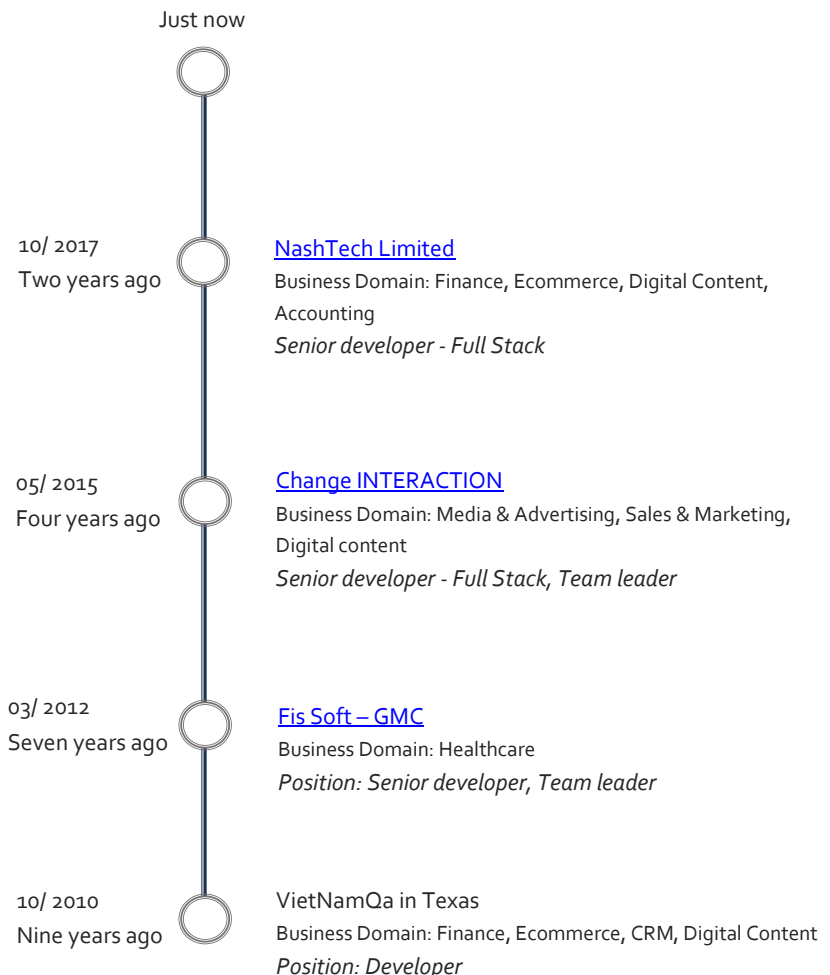 Just now
10/ 2017
Two years ago
NashTech Limited
Business Domain: Finance, Ecommerce, Digital Content,
Accounting
Senior developer - Full Stack
05/ 2015
Four years ago
Change INTERACTION
Business Domain: Media & Advertising, Sales & Marketing,
Digital content
Senior developer - Full Stack, Team leader
03/ 2012
Seven years ago
Fis Soft – GMC
Business Domain: Healthcare
Position: Senior developer, Team leader
10/ 2010
Nine years ago
VietNamQa in Texas
Business Domain: Finance, Ecommerce, CRM, Digital Content
Position: Developer